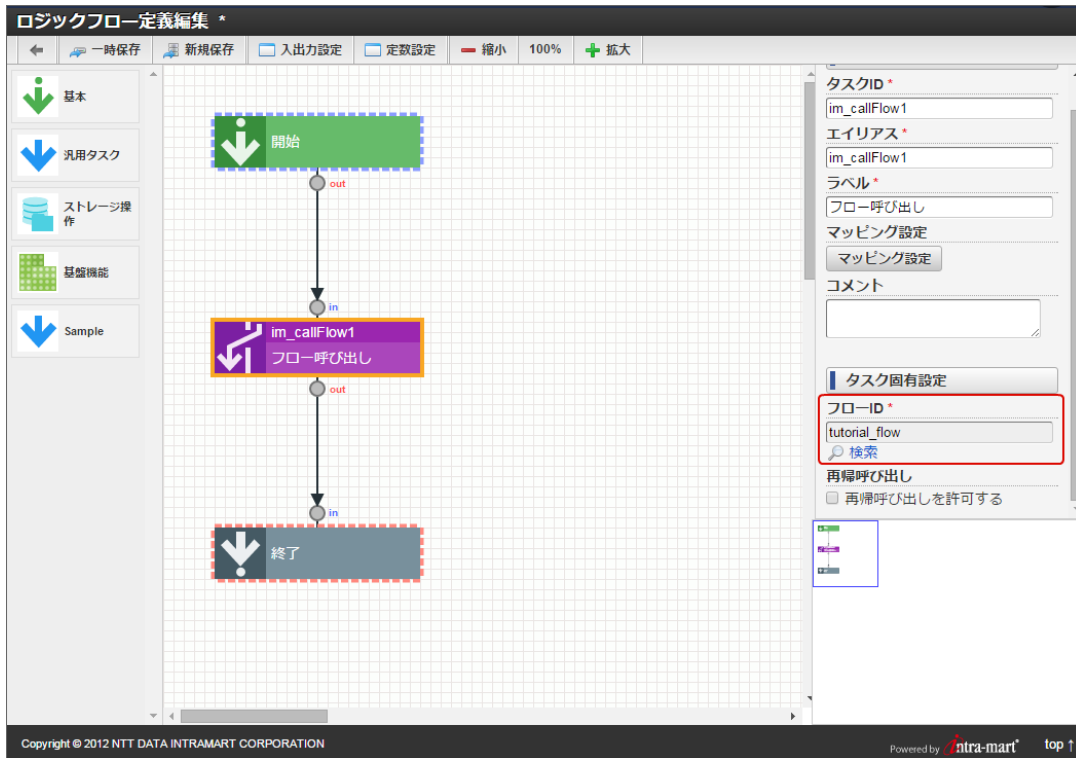 ロジックフロー定義編集 *
一時保存 新規保存 入出力設定 定数設定 縮小 100% 拡大
基本
汎用タスク
ストレージ操
作
基盤機能
Sample
開始
out
in
im_callFlow1
フロー呼び出し
out
in
終了
タスクID *
im_callFlow1
エイリアス *
im_callFlow1
ラベル *
フロー呼び出し
マッピング設定
マッピング設定
コメント
タスク固有設定
フローID *
tutorial_flow
検索
再帰呼び出し
再帰呼び出しを許可する
Copyright © 2012 NTT DATA INTRAMART CORPORATION
Powered by intra-mart
top ↑